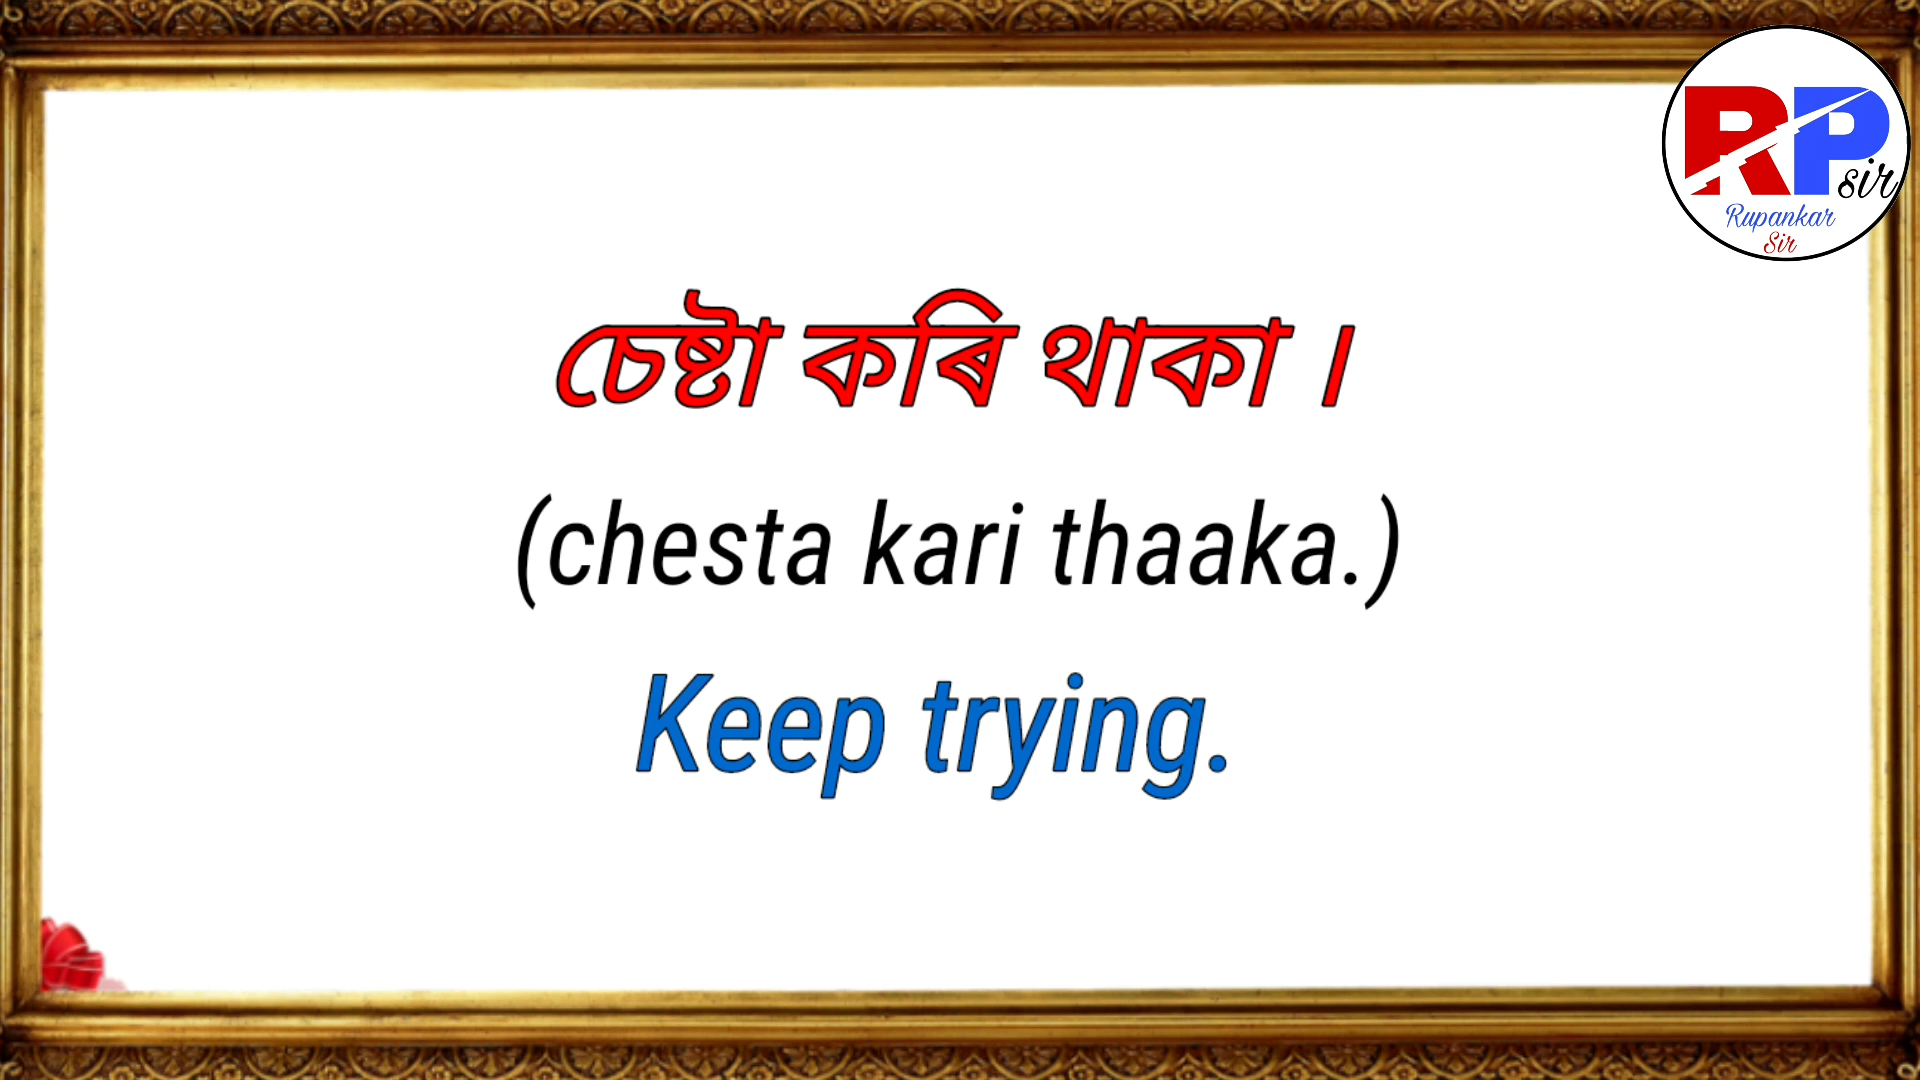 RP sir
Rupankar
Sir
চেষ্টা কৰি থাকা ।
(chesta kari thaaka.)
Keep trying.